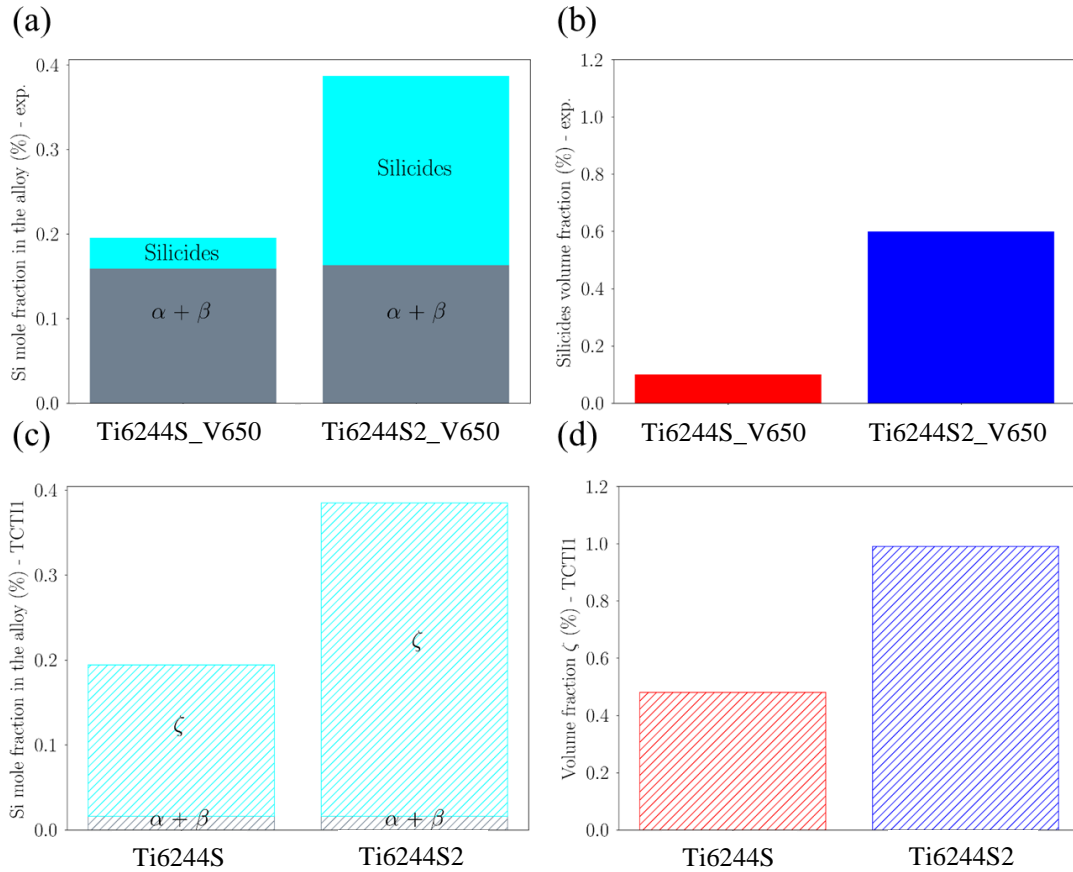 (a)
Si mole fraction in the alloy (%) - exp.
0.4
0.3
0.2
0.1
0.0
Silicides
α + β
Silicides
α + β
Ti6244S_V650
Ti6244S2_V650
(b)
Silicides volume fraction (%) - exp.
1.2
1.0
0.8
0.6
0.4
0.2
0.0
Ti6244S_V650
Ti6244S2_V650
(c)
Si mole fraction in the alloy (%) - TCTI1
0.4
0.3
0.2
0.1
0.0
ζ
α + β
ζ
α + β
Ti6244S
Ti6244S2
(d)
Volume fraction ζ (%) - TCTI1
1.2
1.0
0.8
0.6
0.4
0.2
0.0
Ti6244S
Ti6244S2